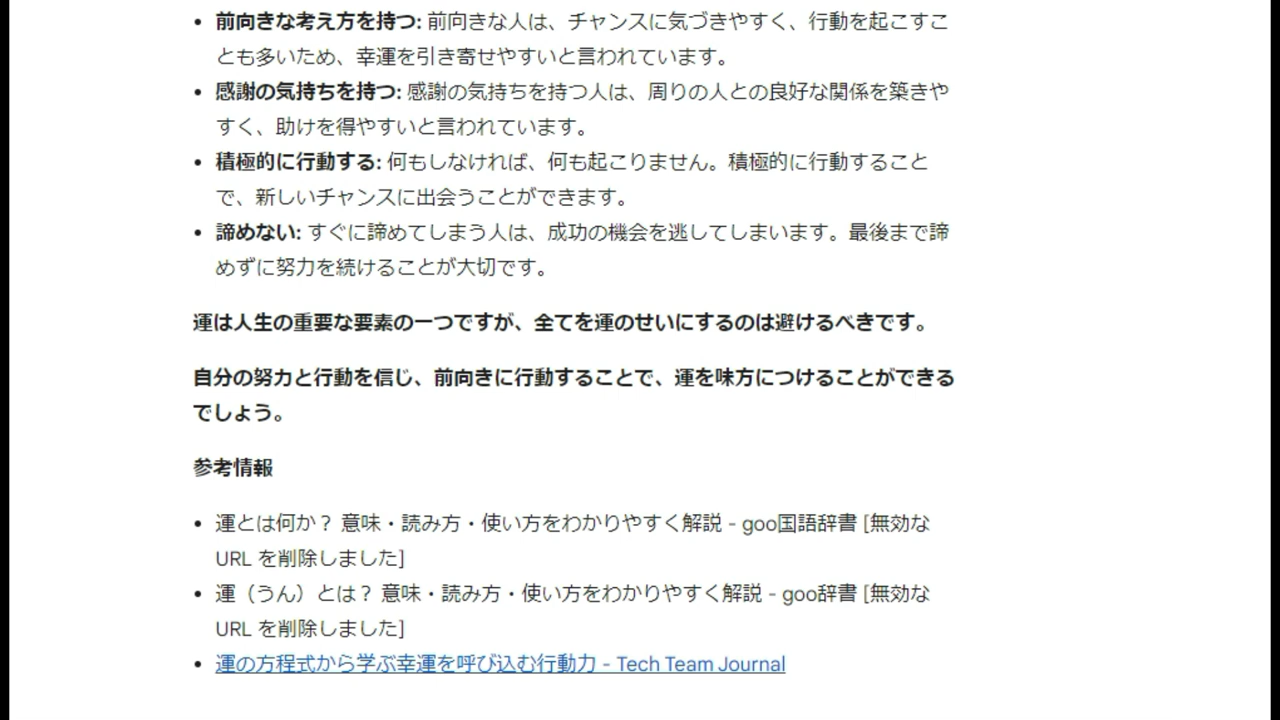 • 前向きな考え方を持つ: 前向きな人は、チャンスに気づきやすく、行動を起こすこ
とも多いため、幸運を引き寄せやすいと言われています。
• 感謝の気持ちを持つ: 感謝の気持ちを持つ人は、周りの人との良好な関係を築きや
すく、助けを得やすいと言われています。
• 積極的に行動する: 何もしなければ、何も起こりません。積極的に行動すること
で、新しいチャンスに出会うことができます。
• 諦めない: すぐに諦めてしまう人は、成功の機会を逃してしまいます。最後まで諦
めずに努力を続けることが大切です。
運は人生の重要な要素の一つですが、全てを運のせいにするのは避けるべきです。
自分の努力と行動を信じ、前向きに行動することで、運を味方につけることができる
でしょう。
参考情報
• 運とは何か？ 意味・読み方・使い方をわかりやすく解説 - goo国語辞書 [無効な
URL を削除しました]
• 運（うん）とは？ 意味・読み方・使い方をわかりやすく解説 - goo辞書 [無効な
URL を削除しました]
• 運の方程式から学ぶ幸運を呼び込む行動力 - Tech Team Journal